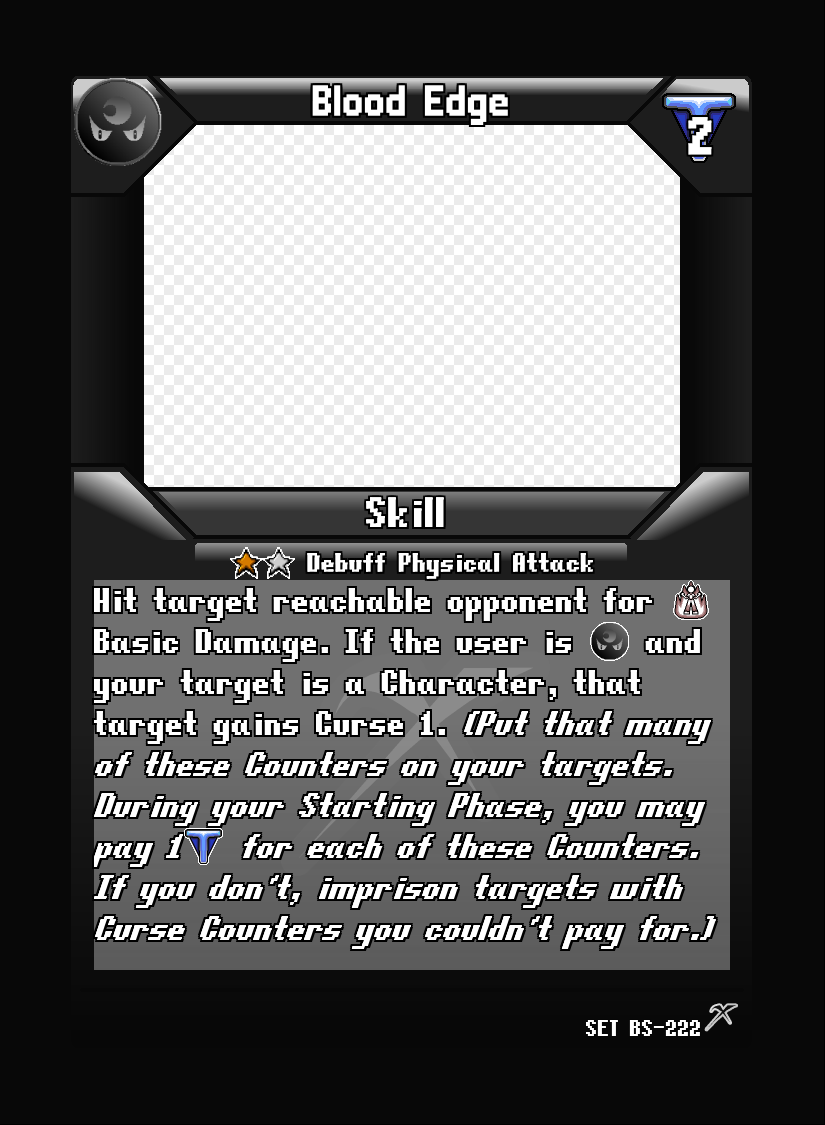 Blood Edge
2
Skill
Debuff Physical Attack
Hit target reachable opponent for
Basic Damage. If the user is and
your target is a Character, that
target gains Curse 1. (Put that many
of these Counters on your targets.
During your Starting Phase, you may
pay 1 for each of these Counters.
If you don't, imprison targets with
Curse Counters you couldn't pay for.)
SET BS-222